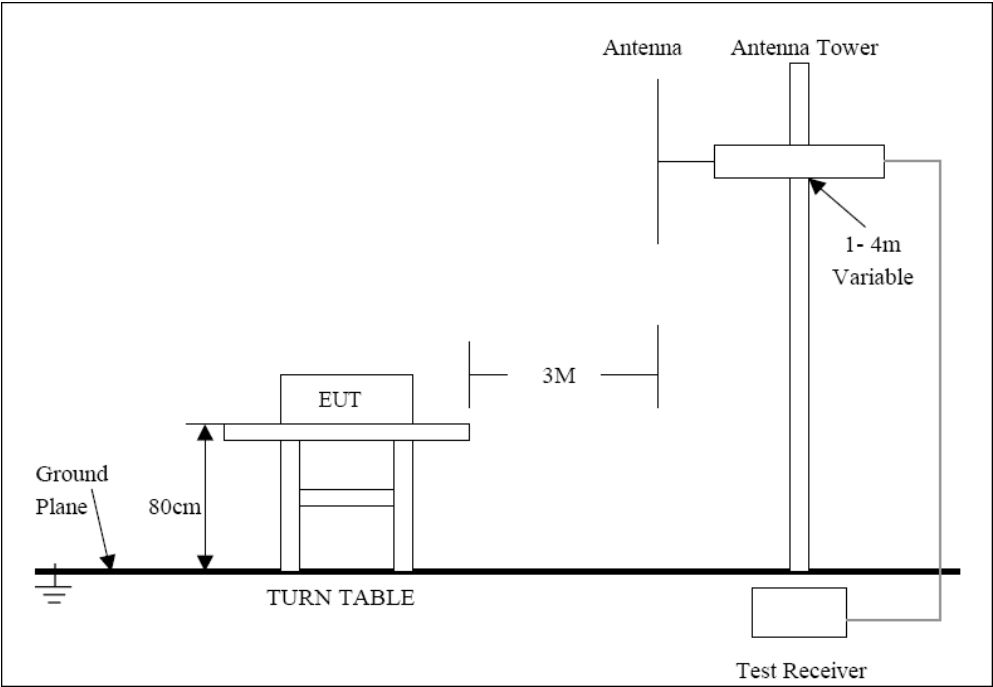 Antenna
Antenna Tower
1- 4m
Variable
3M
EUT
Ground
Plane
80cm
TURN TABLE
Test Receiver